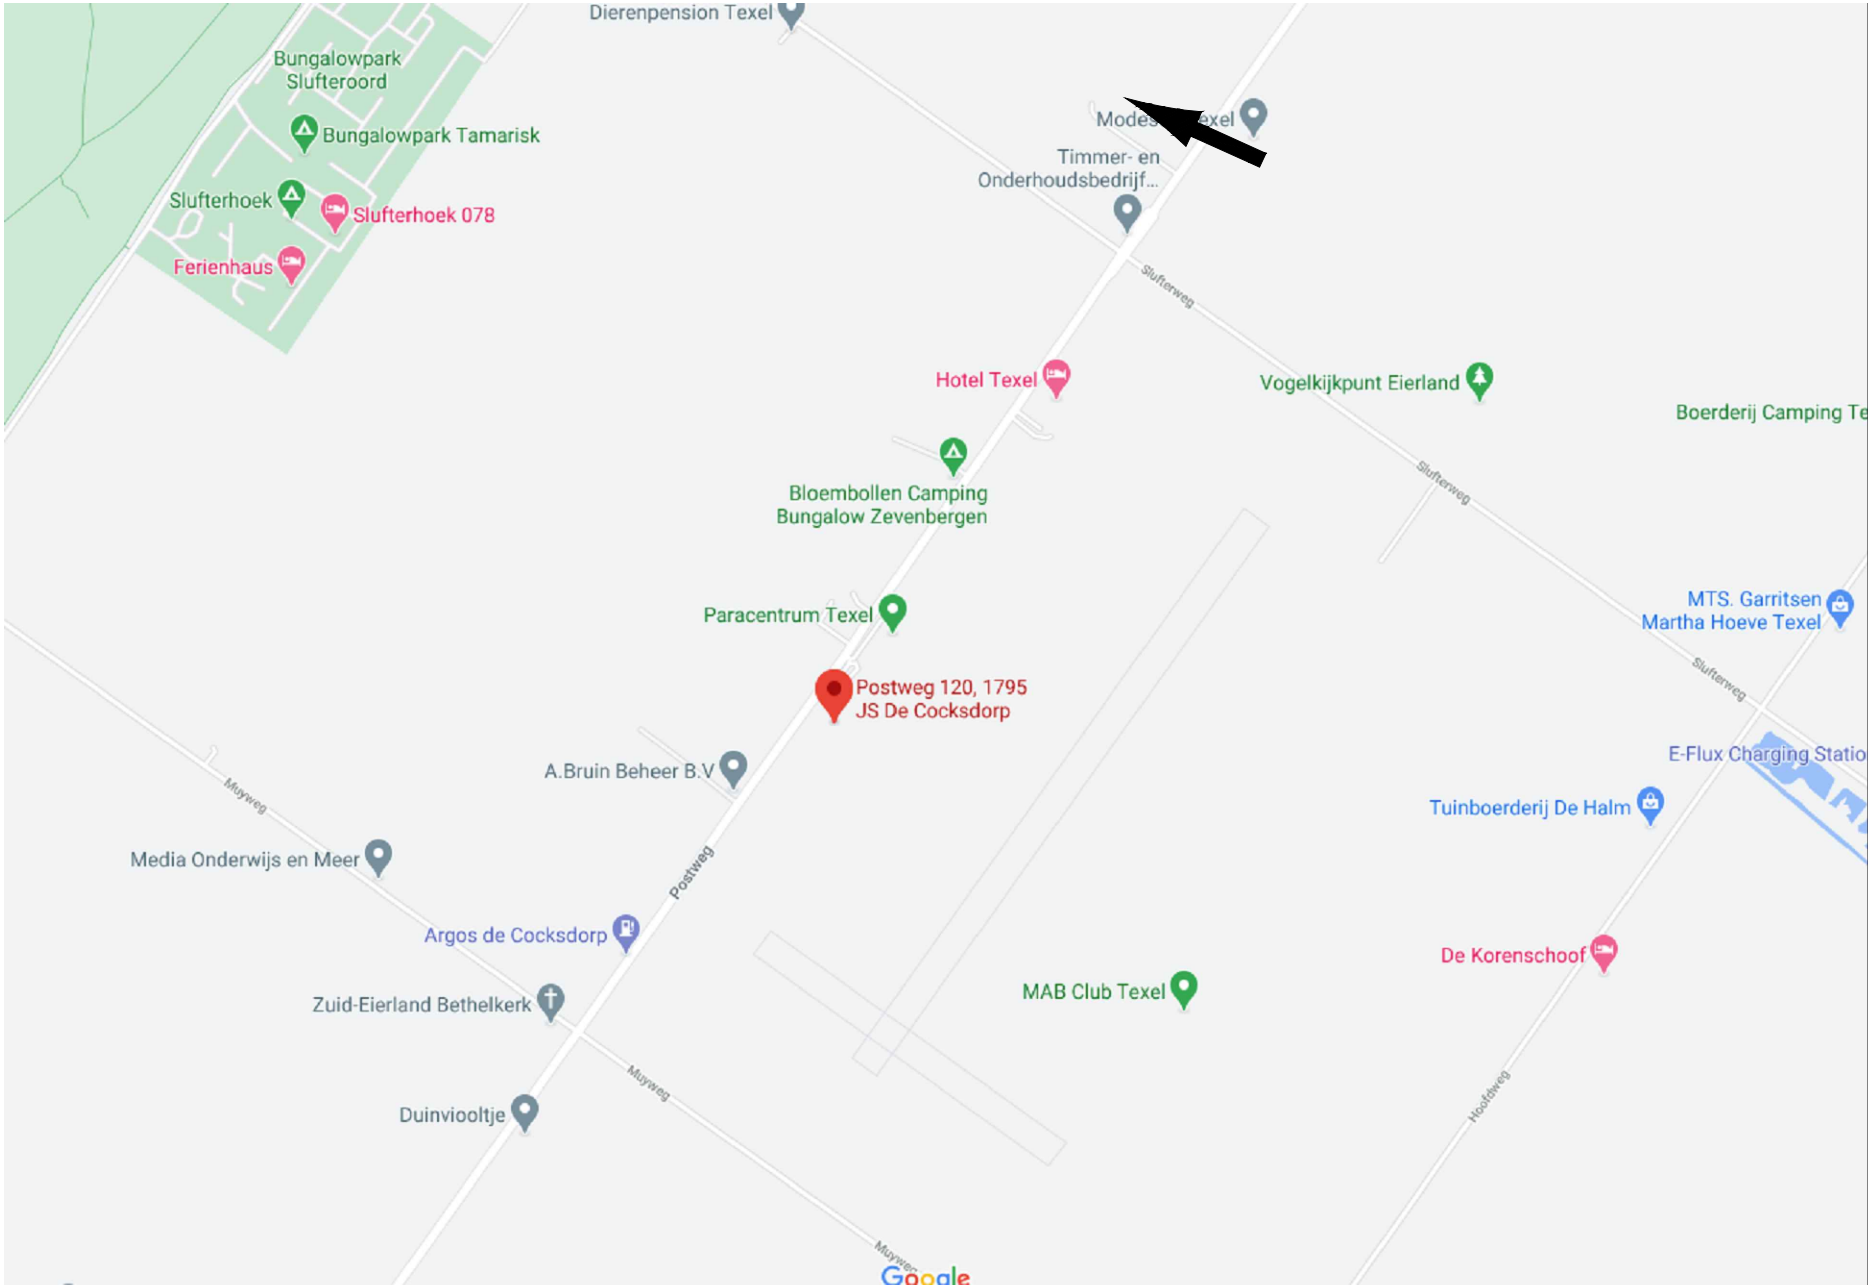 Dierenpension Texel
Bungalowpark
Slufteroord
Bungalowpark Tamarisk
Slufterhoek
Slufterhoek 078
Ferienhaus
Timmer- en
Onderhoudsbedrijf...
Slufterweg
Hotel Texel
Vogelkijkpunt Eierland
Boerderij Camping Te
Slufterweg
Bloembollen Camping
Bungalow Zevenbergen
MTS. Garritsen
Martha Hoeve Texel
Paracentrum Texel
Slufterweg
Postweg 120, 1795
JS De Cocksdorp
E-Flux Charging Statio
A.Bruin Beheer B.V
Muyweg
Tuinboerderij De Halm
Media Onderwijs en Meer
Postweg
Argos de Cocksdorp
De Korenschoof
MAB Club Texel
Zuid-Eierland Bethelkerk
Muyweg
Hoofdweg
Duinviooltje
Muyweg
Google